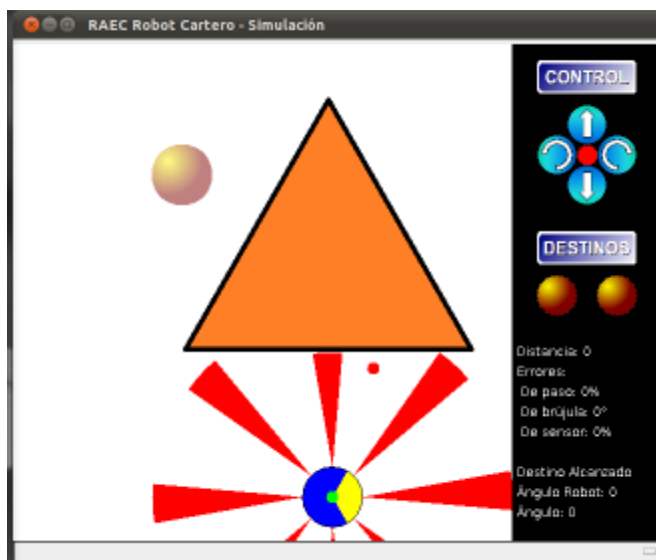 RAEC Robot Cartero - Simulación
CONTROL
DESTINOS
Distancia: 0
Errores:
De paso: 0%
De brújula: 0º
De sensor: 0%
Destino Alcanzado
Ángulo Robot: 0
Ángulo: 0